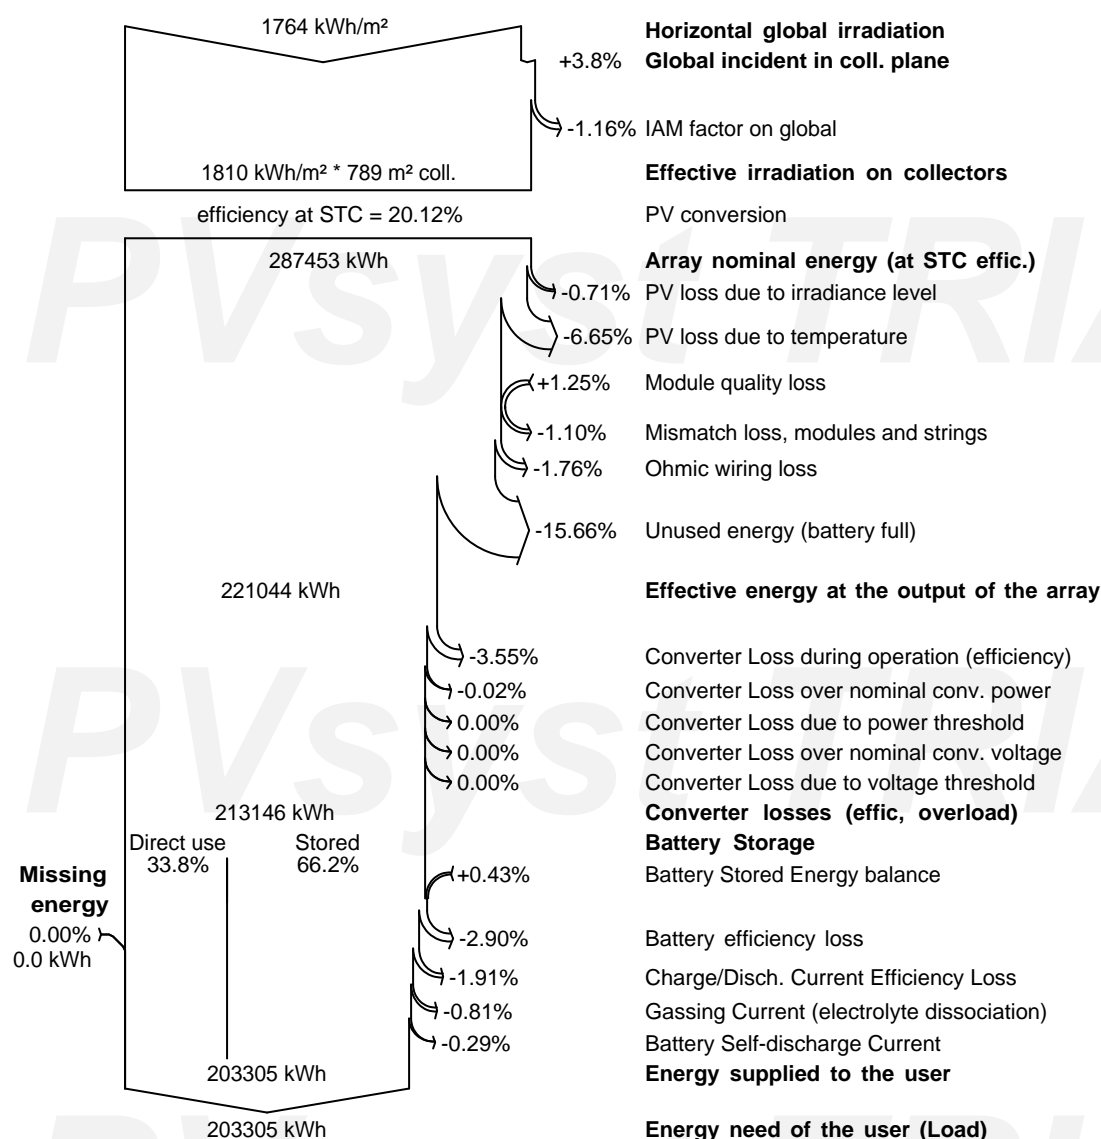 1764 kWh/m² Horizontal global irradiation
+3.8% Global incident in coll. plane
-1.16% IAM factor on global
1810 kWh/m² * 789 m² coll. Effective irradiation on collectors
efficiency at STC = 20.12% PV conversion
287453 kWh Array nominal energy (at STC effic.)
-0.71% PV loss due to irradiance level
-6.65% PV loss due to temperature
+1.25% Module quality loss
-1.10% Mismatch loss, modules and strings
-1.76% Ohmic wiring loss
-15.66% Unused energy (battery full)
221044 kWh Effective energy at the output of the array
-3.55% Converter Loss during operation (efficiency)
-0.02% Converter Loss over nominal conv. power
0.00% Converter Loss due to power threshold
0.00% Converter Loss over nominal conv. voltage
0.00% Converter Loss due to voltage threshold
213146 kWh Converter losses (effic, overload)
Direct use Stored Battery Storage
33.8% 66.2%
Missing +0.43% Battery Stored Energy balance
energy
0.00% -2.90% Battery efficiency loss
0.0 kWh
-1.91% Charge/Disch. Current Efficiency Loss
-0.81% Gassing Current (electrolyte dissociation)
-0.29% Battery Self-discharge Current
203305 kWh Energy supplied to the user
203305 kWh Energy need of the user (Load)
PVsyst TRIA
PVsyst TRIA